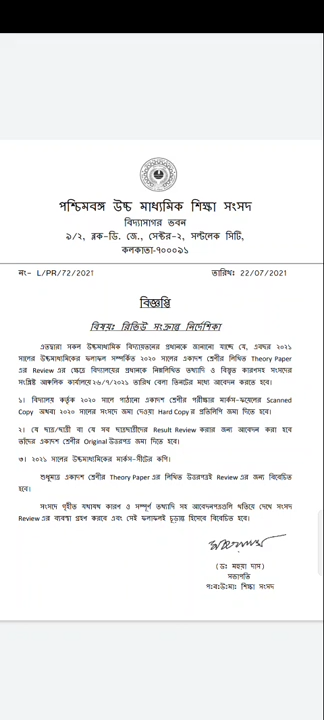 পশ্চিমবঙ্গ উচ্চ মাধ্যমিক শিক্ষা সংসদ
বিদ্যাসাগর ভবন
৯/২, ব্লক-ডি. জে., সেক্টর-২, সল্টলেক সিটি,
কলকাতা-৭০০০৯১
নং- L/PR/72/2021 তারিখ: 22/07/2021
বিজ্ঞপ্তি
বিষয়: রিভিউ সংক্রান্ত নির্দেশিকা
এতদ্বারা সকল উচ্চমাধ্যমিক বিদ্যায়তনের প্রধানকে জানানো যাচ্ছে যে, এবছর ২০২১
সালের উচ্চমাধ্যমিকের ফলাফল সম্পর্কিত ২০২০ সালের একাদশ শ্রেণীর লিখিত Theory Paper
এর Review এর ক্ষেত্রে বিদ্যালয়ের প্রধানকে নিম্নলিখিত তথ্যাদি ও বিস্তৃত কারণসহ সংসদের
সংশ্লিষ্ট আঞ্চলিক কার্যালয়ে ২৬/৭/২০২১ তারিখ বেলা তিনটের মধ্যে আবেদন করতে হবে।
১। বিদ্যালয় কর্তৃক ২০২০ সালে পাঠানো একাদশ শ্রেণীর পরীক্ষার মার্কস-ফয়েলের Scanned
Copy অথবা ২০২০ সালের সংসদে জমা দেওয়া Hard Copy র প্রতিলিপি জমা দিতে হবে।
২। যে ছাত্র/ছাত্রী বা যে সব ছাত্রছাত্রীদের Result Review করার জন্য আবেদন করা হবে
তাঁদের একাদশ শ্রেণীর Original উত্তরপত্র জমা দিতে হবে।
৩। ২০২১ সালের উচ্চমাধ্যমিকের মার্কস-সীটের কপি।
শুধুমাত্র একাদশ শ্রেণীর Theory Paper এর লিখিত উত্তরপত্রই Review এর জন্য বিবেচিত
হবে।
সংসদে গৃহীত যথাযথ কারণ ও সম্পূর্ণ তথ্যাদি সহ আবেদনপত্রগুলি খতিয়ে দেখে সংসদ
Review এর ব্যবস্থা গ্রহণ করবে এবং সেই ফলাফলই চূড়ান্ত হিসেবে বিবেচিত হবে।
(ডঃ মহুয়া দাস)
সভাপতি
প:ব:উ:মা: শিক্ষা সংসদ